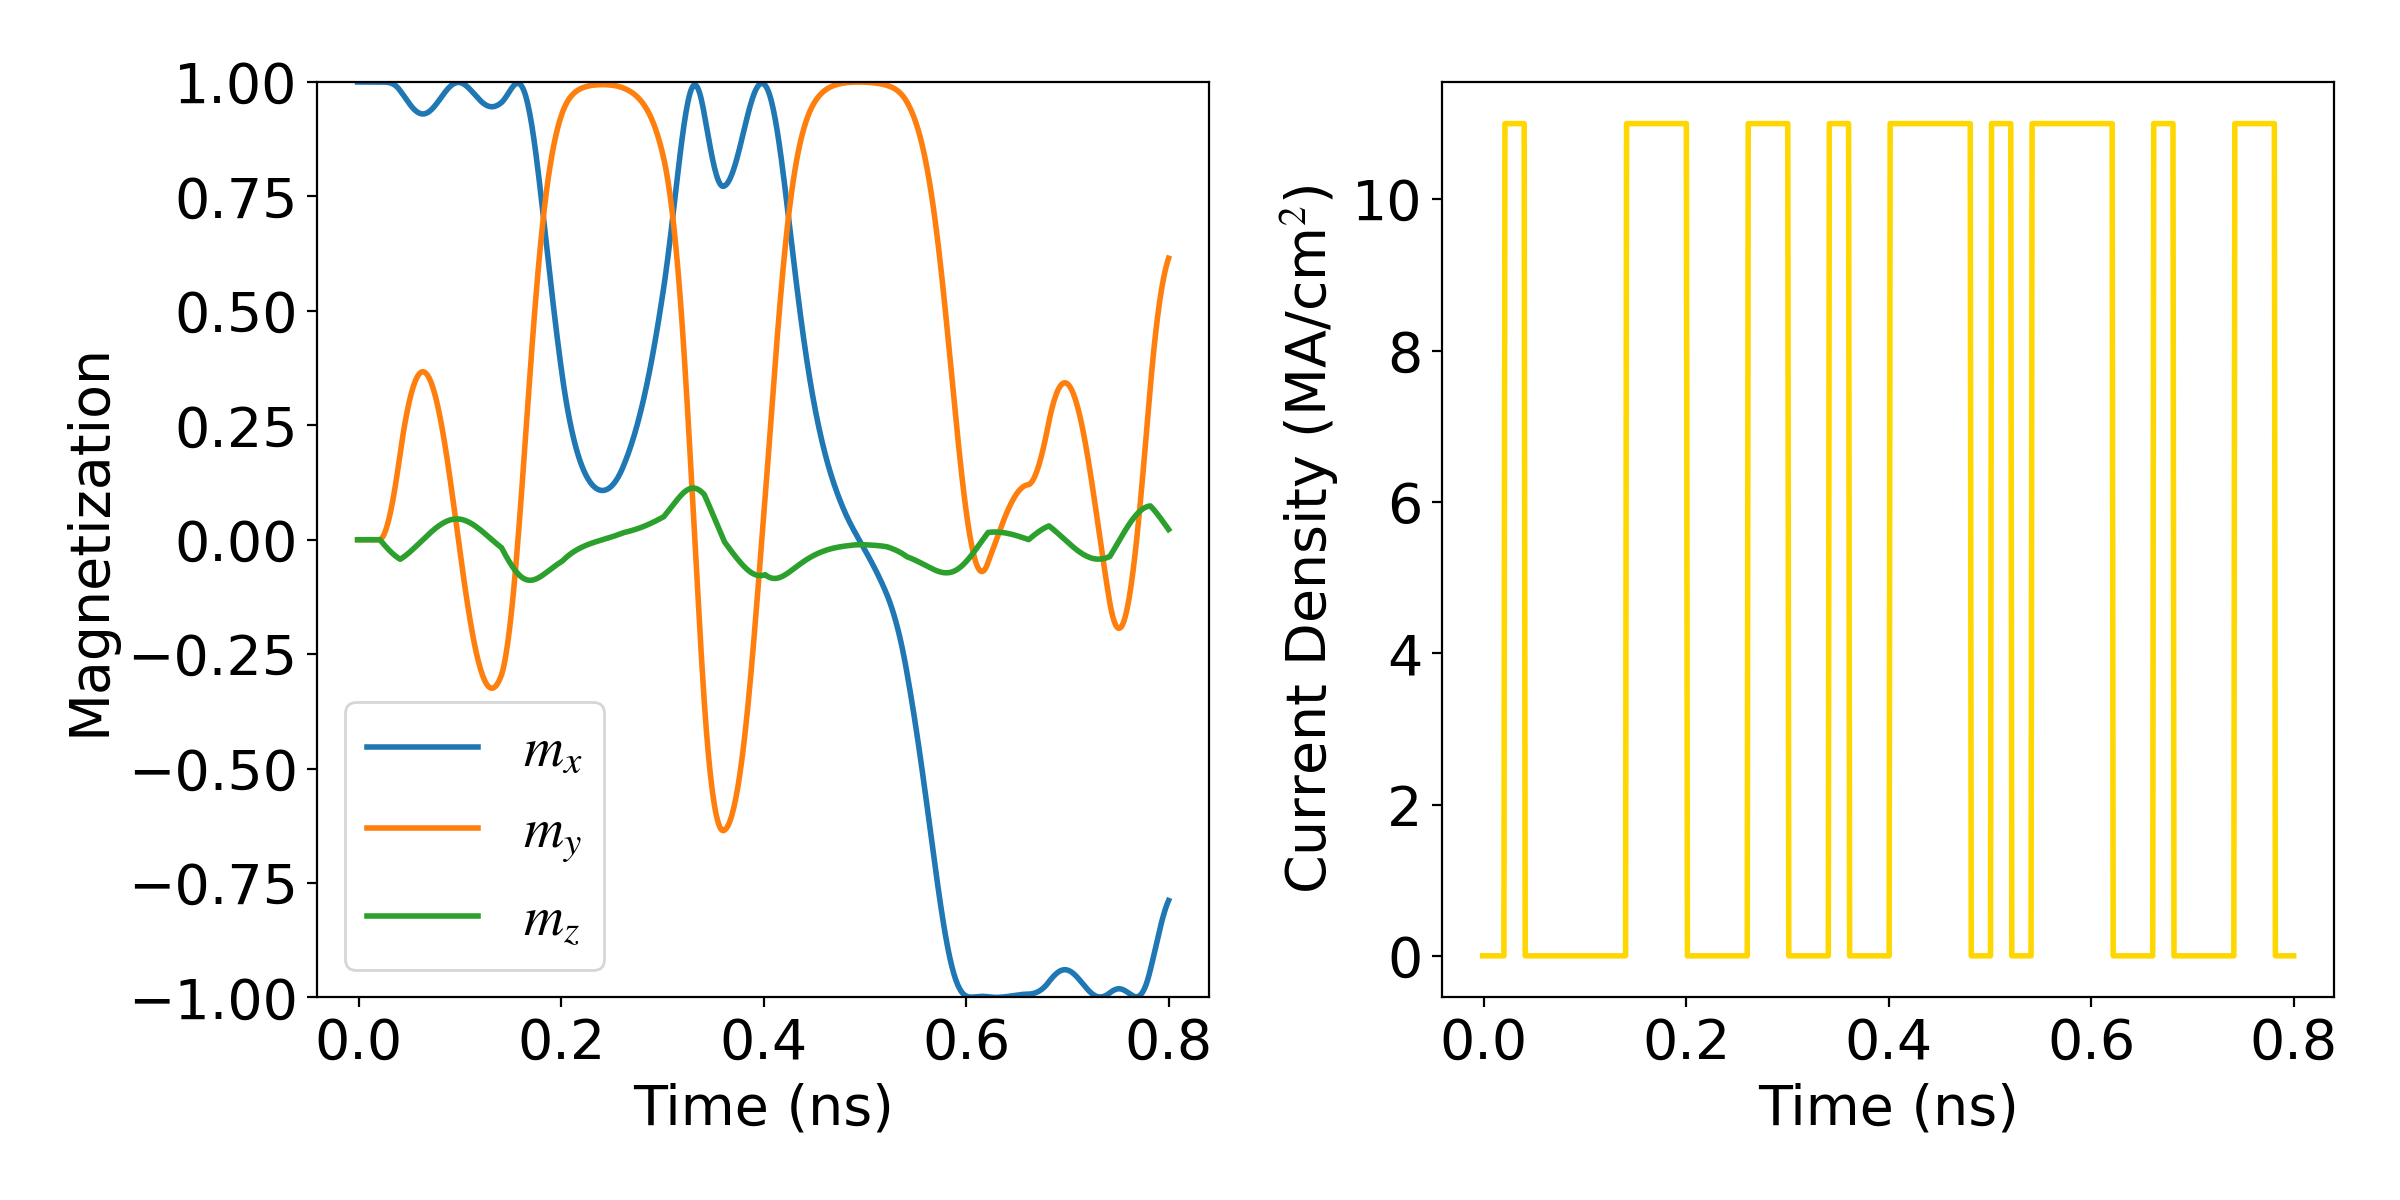 1.00
0.75
0.50
0.25
0.00
−0.25
−0.50
−0.75
−1.00
Magnetization
m_x
m_y
m_z
0.0 0.2 0.4 0.6 0.8
Time (ns)
10
8
6
4
2
0
Current Density (MA/cm²)
0.0 0.2 0.4 0.6 0.8
Time (ns)